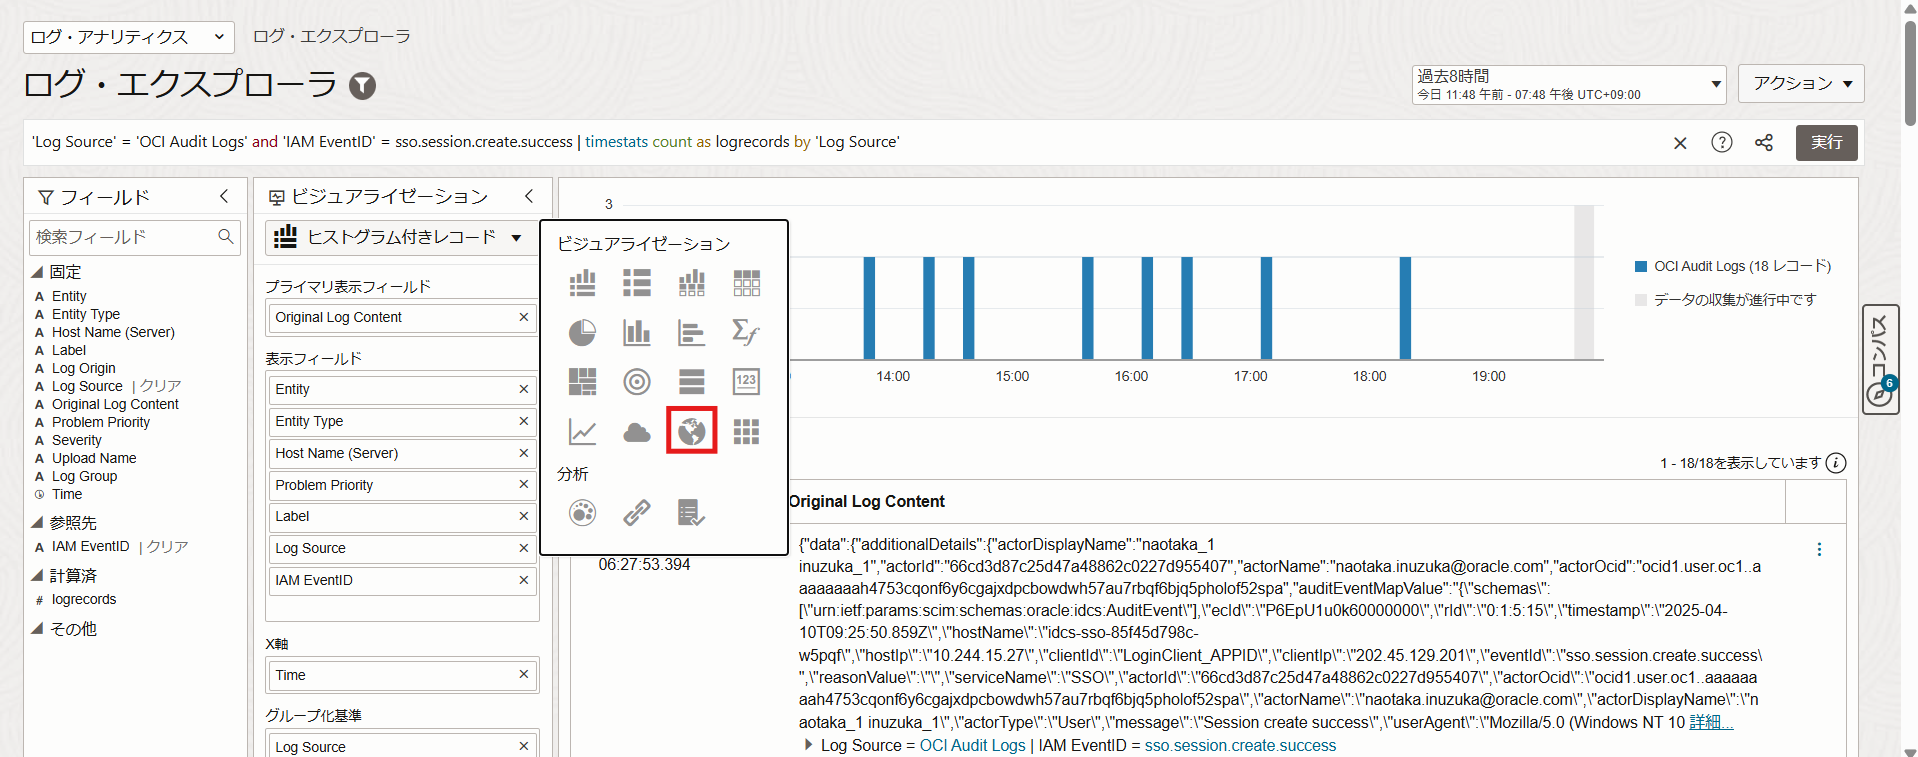 ログ・アナリティクス
ログ・エクスプローラ
ログ・エクスプローラ
過去8時間
今日 11:48 午前 - 07:48 午後 UTC+09:00
アクション
'Log Source' = 'OCI Audit Logs' and 'IAM EventID' = sso.session.create.success | timestats count as logrecords by 'Log Source'
実行
フィールド
検索フィールド
固定
Entity
Entity Type
Host Name (Server)
Label
Log Origin
Log Source | クリア
Original Log Content
Problem Priority
Severity
Upload Name
Log Group
Time
参照先
IAM EventID | クリア
計算済
# logrecords
その他
ビジュアライゼーション
ヒストグラム付きレコード
プライマリ表示フィールド
Original Log Content
表示フィールド
Entity
Entity Type
Host Name (Server)
Problem Priority
Label
Log Source
IAM EventID
X軸
Time
グループ化基準
Log Source
ビジュアライゼーション
123
分析
3
14:00 15:00 16:00 17:00 18:00 19:00
OCI Audit Logs (18 レコード)
データの収集が進行中です
コンパス
6
1 - 18/18を表示しています
Original Log Content
06:27:53.394
{"data":{"additionalDetails":{"actorDisplayName":"naotaka_1
inuzuka_1","actorId":"66cd3d87c25d47a48862c0227d955407","actorName":"naotaka.inuzuka@oracle.com","actorOcid":"ocid1.user.oc1..a
aaaaaaah4753cqonf6y6cgajxdpcbowdwh57au7rbqf6bjq5pholof52spa","auditEventMapValue":"{\"schemas\":
[\"urn:ietf:params:scim:schemas:oracle:idcs:AuditEvent\"],\"ecId\":\"P6EpU1u0k60000000\",\"rId\":\"0:1:5:15\",\"timestamp\":\"2025-04-
10T09:25:50.859Z\",\"hostName\":\"idcs-sso-85f45d798c-
w5pqf\",\"hostIp\":\"10.244.15.27\",\"clientId\":\"LoginClient_APPID\",\"clientIp\":\"202.45.129.201\",\"eventId\":\"sso.session.create.success\
",\"reasonValue\":\"\",\"serviceName\":\"SSO\",\"actorId\":\"66cd3d87c25d47a48862c0227d955407\",\"actorOcid\":\"ocid1.user.oc1..aaaaaa
aah4753cqonf6y6cgajxdpcbowdwh57au7rbqf6bjq5pholof52spa\",\"actorName\":\"naotaka.inuzuka@oracle.com\",\"actorDisplayName\":\"n
aotaka_1 inuzuka_1\",\"actorType\":\"User\",\"message\":\"Session create success\",\"userAgent\":\"Mozilla/5.0 (Windows NT 10 詳細...
Log Source = OCI Audit Logs | IAM EventID = sso.session.create.success